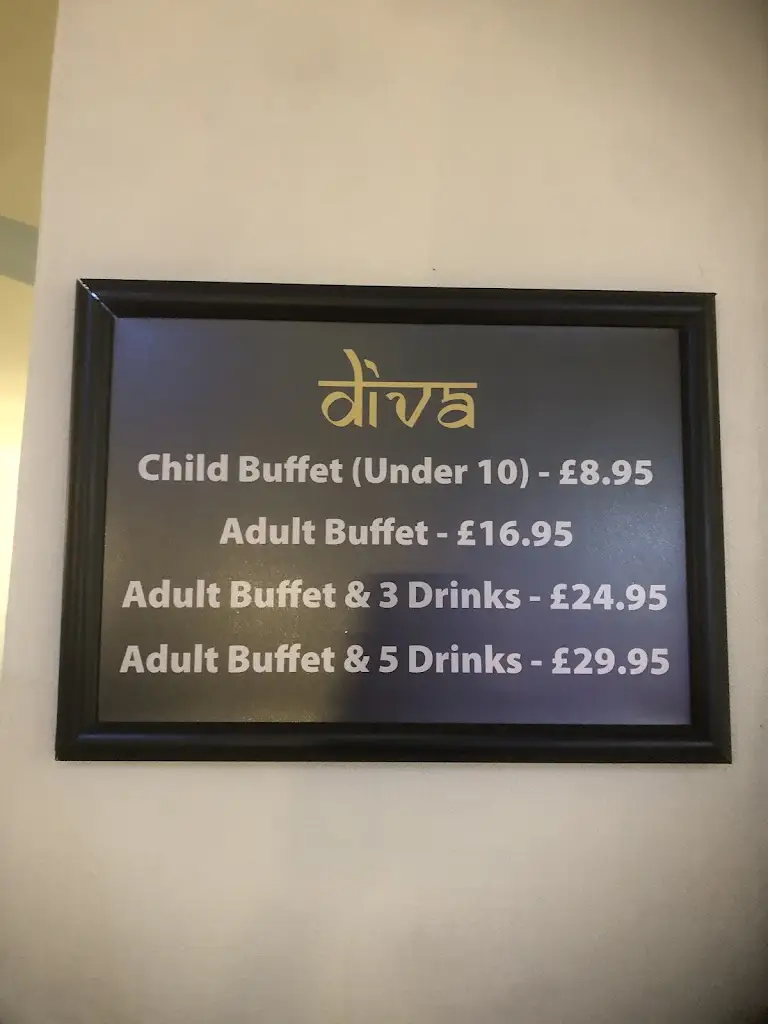 diva
Child Buffet (Under 10) - £8.95
Adult Buffet - £16.95
Adult Buffet & 3 Drinks - £24.95
Adult Buffet & 5 Drinks - £29.95